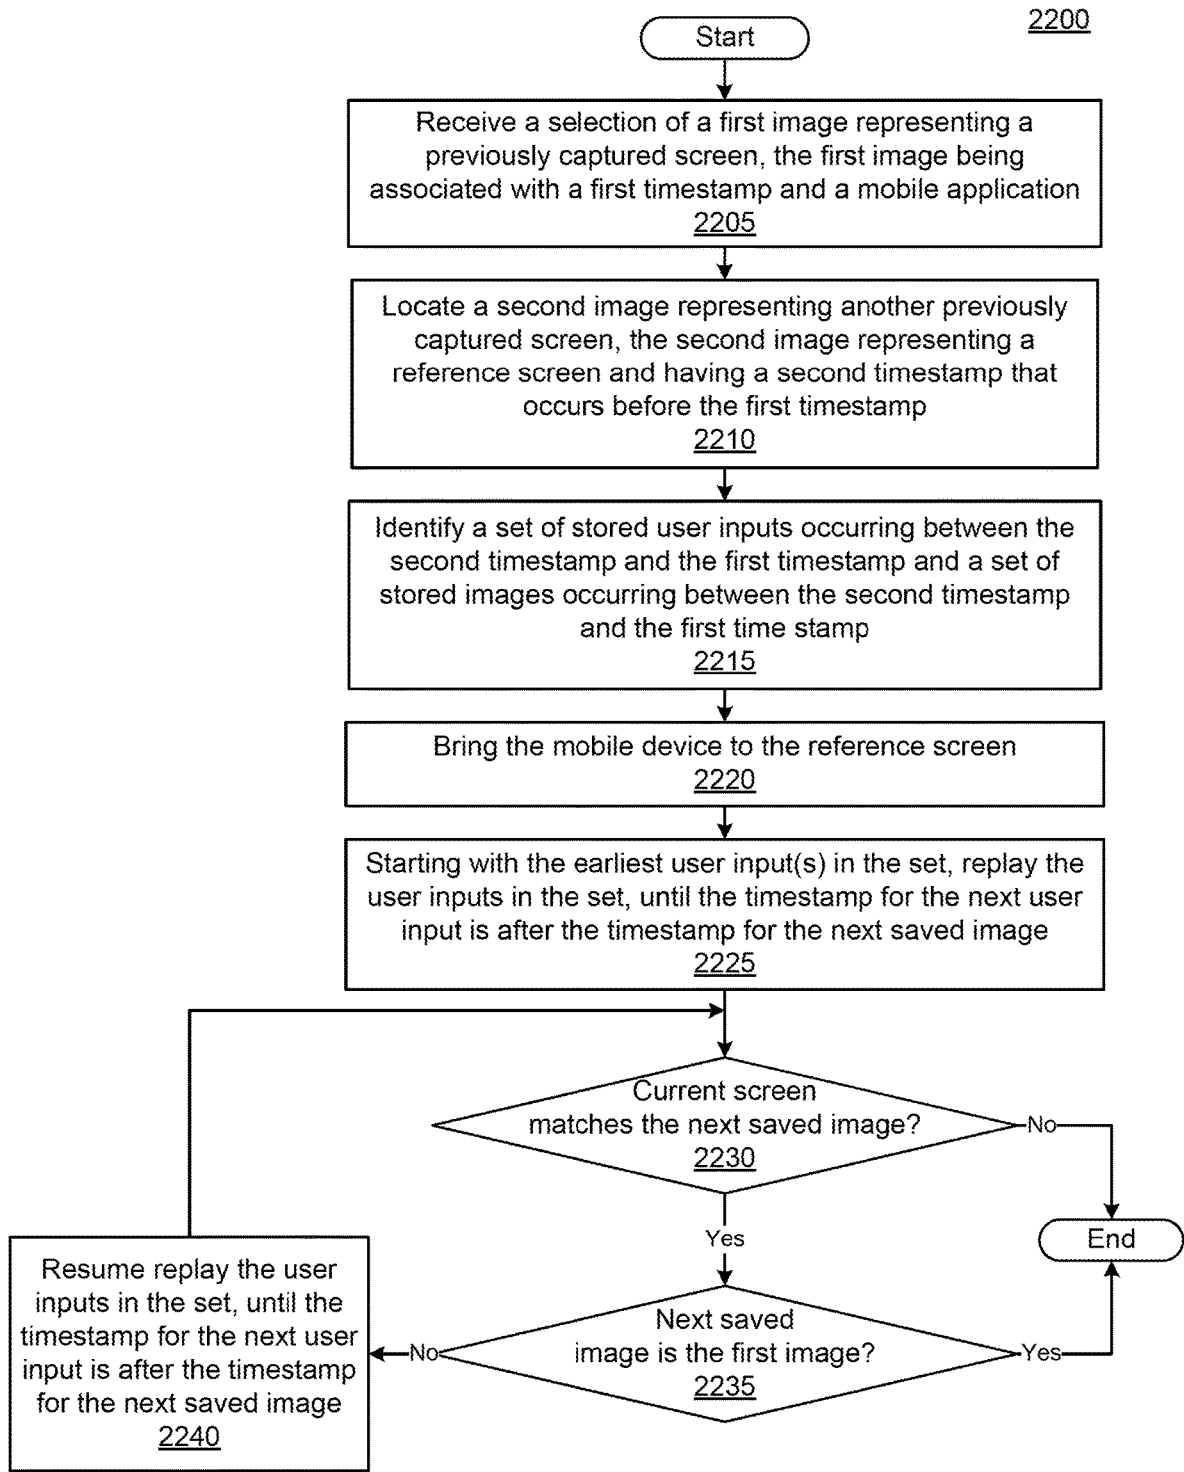 2200
Start
Receive a selection of a first image representing a
previously captured screen, the first image being
associated with a first timestamp and a mobile application
2205
Locate a second image representing another previously
captured screen, the second image representing a
reference screen and having a second timestamp that
occurs before the first timestamp
2210
Identify a set of stored user inputs occurring between the
second timestamp and the first timestamp and a set of
stored images occurring between the second timestamp
and the first time stamp
2215
Bring the mobile device to the reference screen
2220
Starting with the earliest user input(s) in the set, replay the
user inputs in the set, until the timestamp for the next user
input is after the timestamp for the next saved image
2225
Current screen
matches the next saved image?
2230
No
Yes
End
Next saved
image is the first image?
2235
No
Yes
Resume replay the user
inputs in the set, until the
timestamp for the next user
input is after the timestamp
for the next saved image
2240